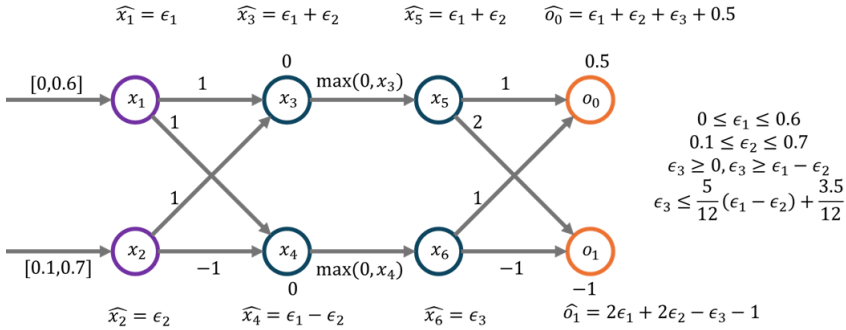 x̂₁ = ϵ₁
x̂₃ = ϵ₁ + ϵ₂
x̂₅ = ϵ₁ + ϵ₂
ô₀ = ϵ₁ + ϵ₂ + ϵ₃ + 0.5
0
0.5
[0,0.6]
x₁
1
x₃
max(0, x₃)
x₅
1
o₀
1
2
0 ≤ ϵ₁ ≤ 0.6
0.1 ≤ ϵ₂ ≤ 0.7
ϵ₃ ≥ 0, ϵ₃ ≥ ϵ₁ − ϵ₂
ϵ₃ ≤ 5/12 (ϵ₁ − ϵ₂) + 3.5/12
1
1
[0.1,0.7]
x₂
−1
x₄
max(0, x₄)
x₆
−1
o₁
0
−1
x̂₂ = ϵ₂
x̂₄ = ϵ₁ − ϵ₂
x̂₆ = ϵ₃
ô₁ = 2ϵ₁ + 2ϵ₂ − ϵ₃ − 1